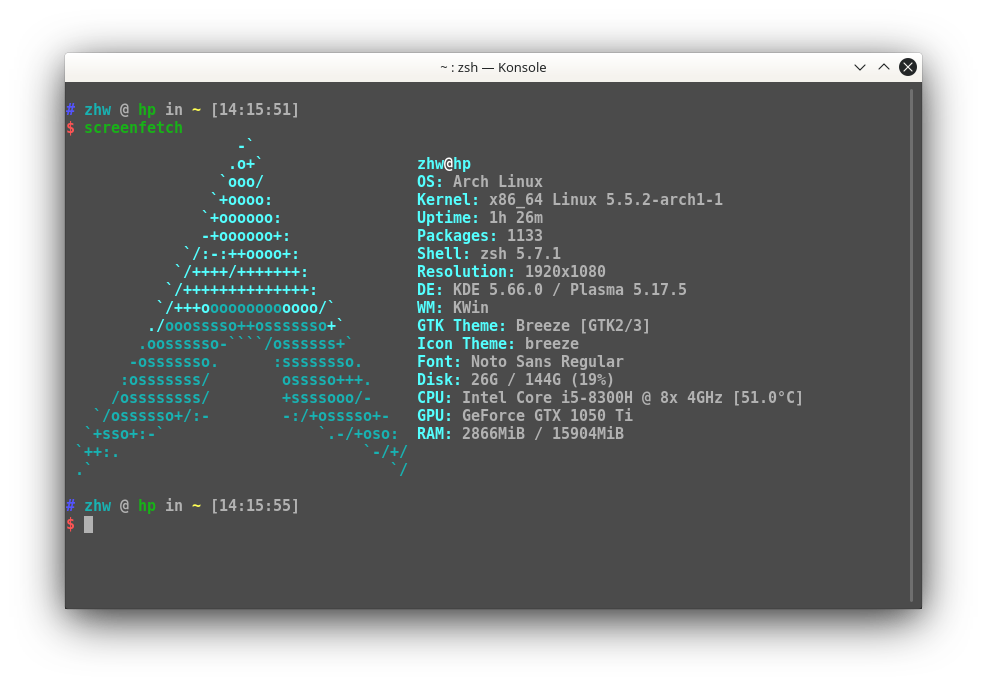 ~ : zsh — Konsole
# zhw @ hp in ~ [14:15:51]
$ screenfetch
-`
.o+`
zhw@hp
`ooo/
OS: Arch Linux
`+oooo:
Kernel: x86_64 Linux 5.5.2-arch1-1
`+oooooo:
Uptime: 1h 26m
-+oooooo+:
Packages: 1133
`/:-:++oooo+:
Shell: zsh 5.7.1
`/++++/+++++++:
Resolution: 1920x1080
`/++++++++++++++:
DE: KDE 5.66.0 / Plasma 5.17.5
`/+++ooooooooooooo/`
WM: KWin
./ooosssso++osssssso+`
GTK Theme: Breeze [GTK2/3]
.oossssso-````/ossssss+`
Icon Theme: breeze
-osssssso.      :ssssssso.
Font: Noto Sans Regular
:osssssss/        osssso+++.
Disk: 26G / 144G (19%)
/ossssssss/        +ssssooo/-
CPU: Intel Core i5-8300H @ 8x 4GHz [51.0°C]
`/ossssso+/:-        -:/+osssso+-
GPU: GeForce GTX 1050 Ti
`+sso+:-`                 `.-/+oso:
RAM: 2866MiB / 15904MiB
`++:.                           `-/+/
.`                                 `/
# zhw @ hp in ~ [14:15:55]
$